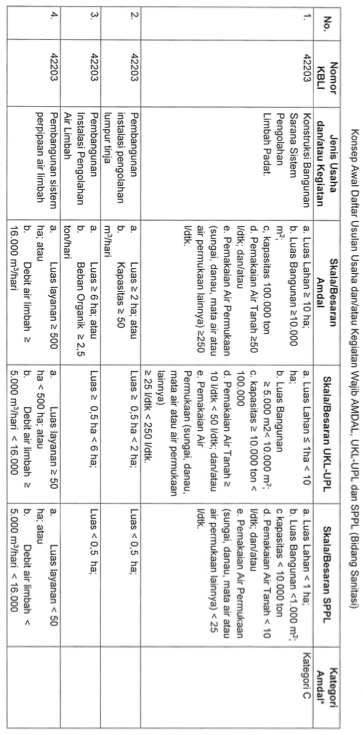 Konsep Awal Daftar Usulan Usaha dan/atau Kegiatan Wajib AMDAL, UKL-UPL dan SPPL (Bidang Sanitasi)
No.
Nomor
KBLI
Jenis Usaha
dan/atau Kegiatan
Skala/Besaran
Amdal
Skala/Besaran UKL-UPL
Skala/Besaran SPPL
Kategori
Amdal*
1.
42203
Konstruksi Bangunan
Sarana Sistem
Pengolahan
Limbah Padat
a. Luas Lahan ≥ 10 ha;
b. Luas Bangunan ≥10.000
m²;
c. kapasitas 100.000 ton
d. Pemakaian Air Tanah ≥50
l/dtk; dan/atau
e. Pemakaian Air Permukaan
(sungai, danau, mata air atau
air permukaan lainnya) ≥250
l/dtk.
a. Luas Lahan ≤ 1ha < 10
ha;
b. Luas Bangunan
≥ 5.000 m2< 10.000 m²;
c. kapasitas ≥ 10.000 ton <
100.000
d. Pemakaian Air Tanah ≥
10 l/dtk < 50 l/dtk; dan/atau
e. Pemakaian Air
Permukaan (sungai, danau,
mata air atau air permukaan
lainnya)
≥ 25 l/dtk < 250 l/dtk.
a. Luas Lahan < 1 ha;
b. Luas Bangunan <1.000 m²;
c kapasitas < 10.000 ton
d. Pemakaian Air Tanah < 10
l/dtk; dan/atau
e. Pemakaian Air Permukaan
(sungai, danau, mata air atau
air permukaan lainnya) < 25
l/dtk.
Kategori C
2.
42203
Pembangunan
instalasi pengolahan
lumpur tinja
a. Luas ≥ 2 ha; atau
b. Kapasitas ≥ 50
m³/hari
Luas ≥ 0,5 ha < 2 ha;
Luas < 0,5 ha;
3.
42203
Pembangunan
Instalasi Pengolahan
Air Limbah
a. Luas ≥ 6 ha; atau
b. Beban Organik ≥ 2,5
ton/hari
Luas ≥ 0,5 ha < 6 ha;
Luas < 0,5 ha;
4.
42203
Pembangunan sistem
perpipaan air limbah
a. Luas layanan ≥ 500
ha; atau
b. Debit air limbah ≥
16.000 m³/hari
a. Luas layanan ≥ 50
ha < 500 ha; atau
b. Debit air limbah ≥
5.000 m³/hari < 16.000
a. Luas layanan < 50
ha; atau
b. Debit air limbah <
5.000 m³/hari < 16.000